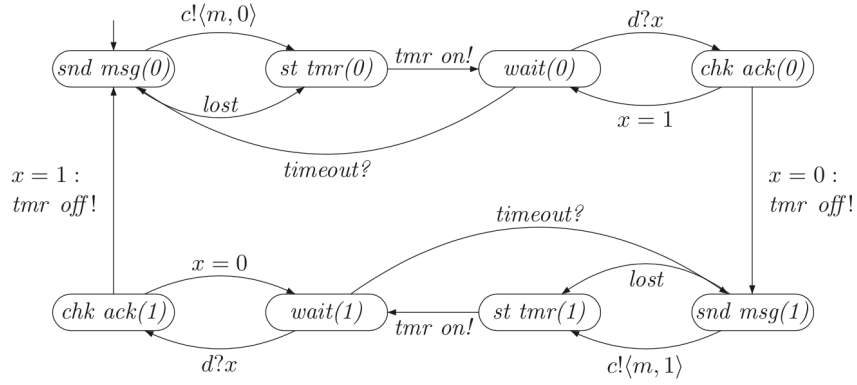 c!⟨m, 0⟩
d?x
snd msg(0)
st tmr(0)
tmr on!
wait(0)
chk ack(0)
lost
x = 1
timeout?
x = 1 :
tmr off!
x = 0 :
tmr off!
timeout?
x = 0
lost
chk ack(1)
wait(1)
tmr on!
st tmr(1)
snd msg(1)
d?x
c!⟨m, 1⟩